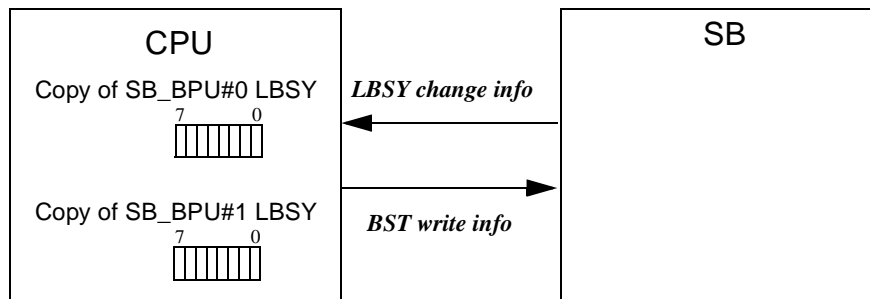 CPU
SB
Copy of SB_BPU#0 LBSY
7 0
LBSY change info
Copy of SB_BPU#1 LBSY
7 0
BST write info